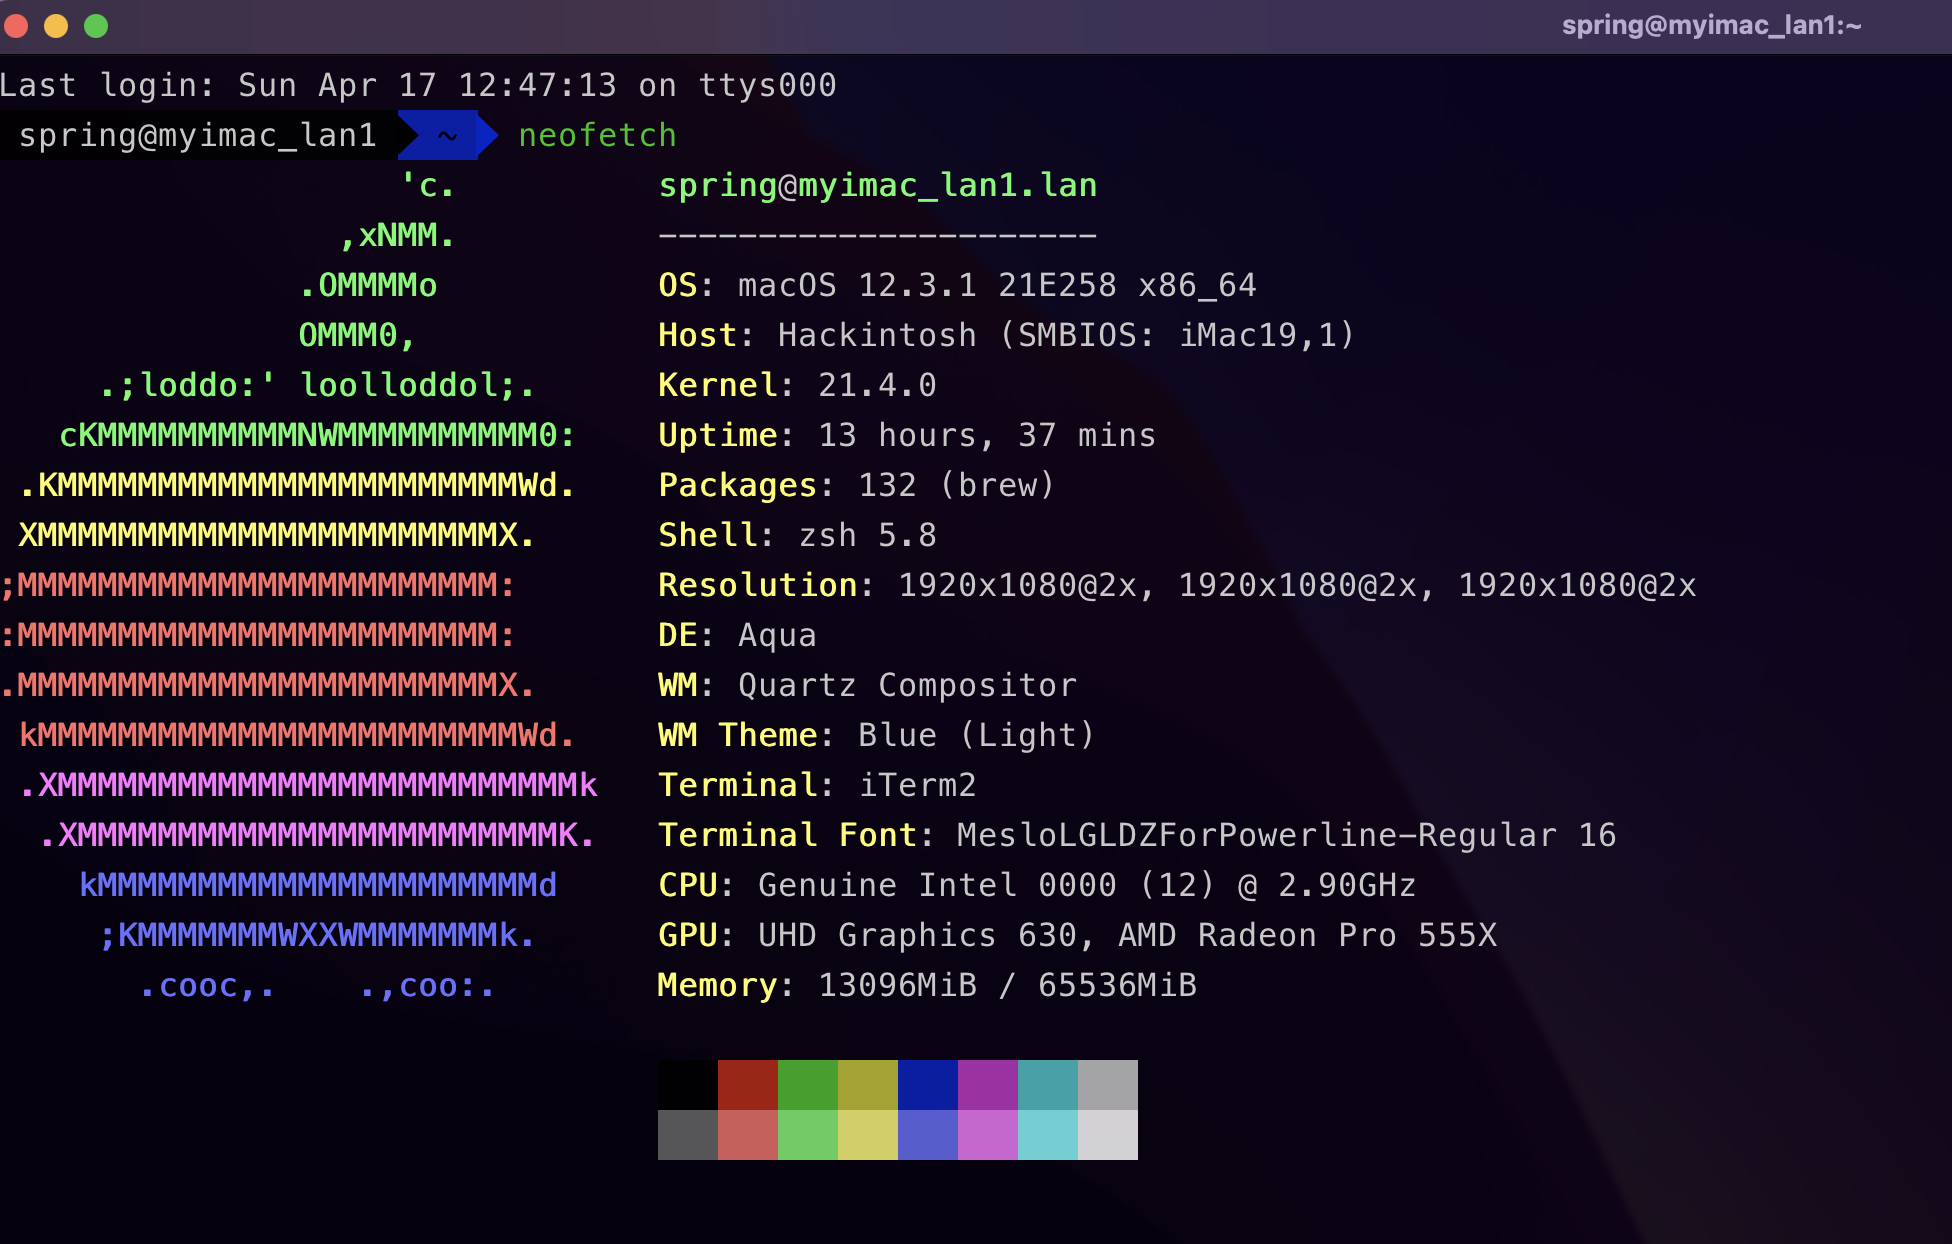 spring@myimac_lan1:~
Last login: Sun Apr 17 12:47:13 on ttys000
spring@myimac_lan1 ~ neofetch
'c. spring@myimac_lan1.lan
,xNMM. ----------------------
.OMMMMo OS: macOS 12.3.1 21E258 x86_64
OMMM0, Host: Hackintosh (SMBIOS: iMac19,1)
.;loddo:' loolloddol;. Kernel: 21.4.0
cKMMMMMMMMMMNWMMMMMMMMMM0: Uptime: 13 hours, 37 mins
.KMMMMMMMMMMMMMMMMMMMMMMMWd. Packages: 132 (brew)
XMMMMMMMMMMMMMMMMMMMMMMMX. Shell: zsh 5.8
;MMMMMMMMMMMMMMMMMMMMMMMM: Resolution: 1920x1080@2x, 1920x1080@2x, 1920x1080@2x
:MMMMMMMMMMMMMMMMMMMMMMMM: DE: Aqua
.MMMMMMMMMMMMMMMMMMMMMMMMX. WM: Quartz Compositor
kMMMMMMMMMMMMMMMMMMMMMMMMWd. WM Theme: Blue (Light)
.XMMMMMMMMMMMMMMMMMMMMMMMMMMk Terminal: iTerm2
.XMMMMMMMMMMMMMMMMMMMMMMMMK. Terminal Font: MesloLGLDZForPowerline-Regular 16
kMMMMMMMMMMMMMMMMMMMMMMd CPU: Genuine Intel 0000 (12) @ 2.90GHz
;KMMMMMMMWXXWMMMMMMMk. GPU: UHD Graphics 630, AMD Radeon Pro 555X
.cooc,. .,coo:. Memory: 13096MiB / 65536MiB